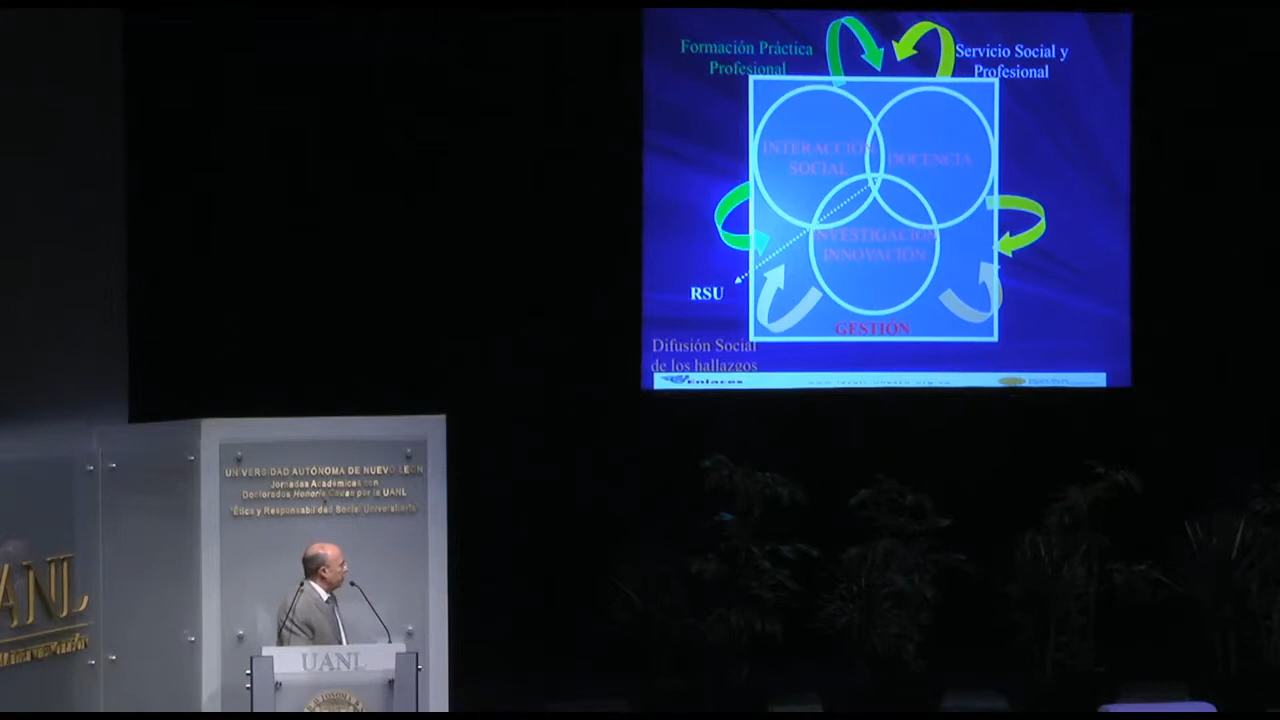 Formación Práctica
Profesional
Servicio Social y
Profesional
INTERACCIÓN
SOCIAL
DOCENCIA
INVESTIGACIÓN
INNOVACIÓN
RSU
GESTIÓN
Difusión Social
de los hallazgos
Enlaces
UNIVERSIDAD AUTÓNOMA DE NUEVO LEÓN
Jornadas Académicas con
Doctorados Honoris Causa por la UANL
"Ética y Responsabilidad Social Universitaria"
UANL
UANL